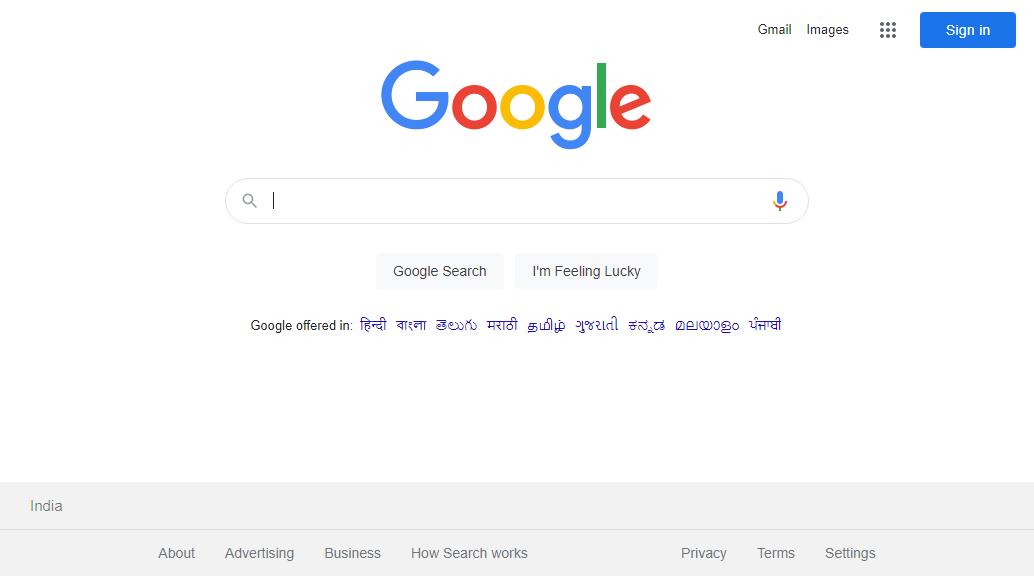 Gmail Images Sign in
Google
Google Search I'm Feeling Lucky
Google offered in: हिन्दी বাংলা తెలుగు मराठी தமிழ் ગુજરાતી ಕನ್ನಡ മലയാളം ਪੰਜਾਬੀ
India
About Advertising Business How Search works Privacy Terms Settings